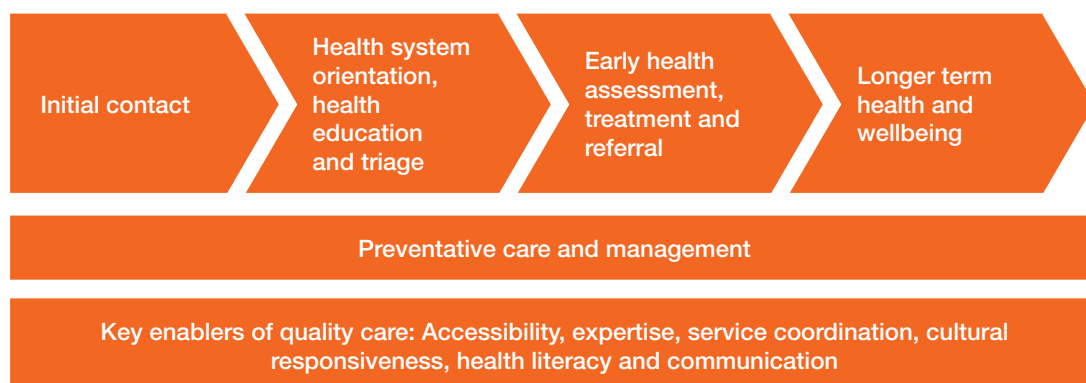 Initial contact
Health system
orientation,
health
education
and triage
Early health
assessment,
treatment and
referral
Longer term
health and
wellbeing
Preventative care and management
Key enablers of quality care: Accessibility, expertise, service coordination, cultural
responsiveness, health literacy and communication